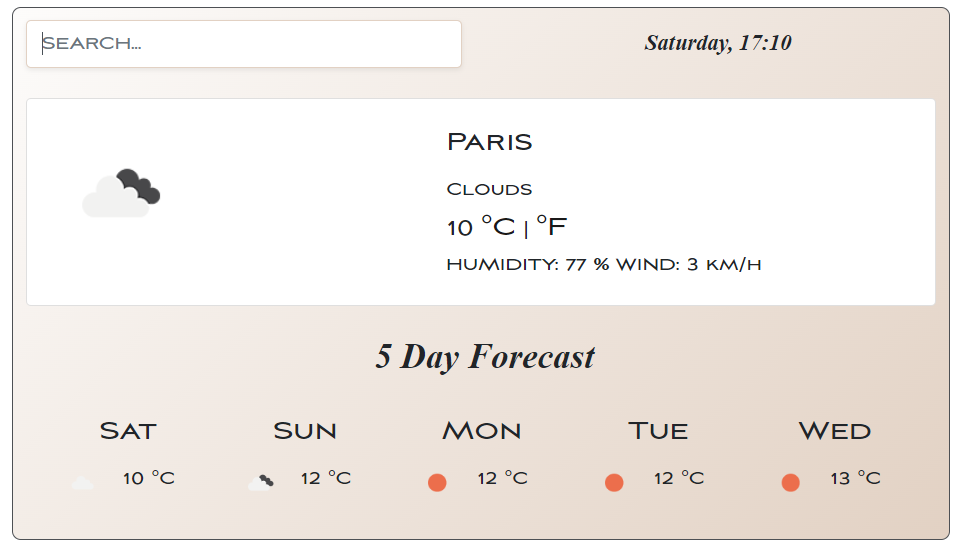 SEARCH...
Saturday, 17:10
Paris
Clouds
10 °C | °F
HUMIDITY: 77 % WIND: 3 KM/H
5 Day Forecast
Sat Sun Mon Tue Wed
10 °C 12 °C 12 °C 12 °C 13 °C